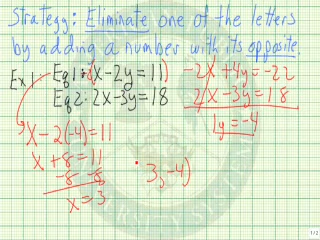 Strategy: Eliminate one of the letters
by adding a number with its opposite.
Ex 1: Eq1: -2(x-2y=11) -2x+4y=-22
Eq2: 2x-3y=18 2x-3y=18
1y=-4
x-2(-4)=11
x+8=11
-8 -8
x=3
3,-4)
1/2